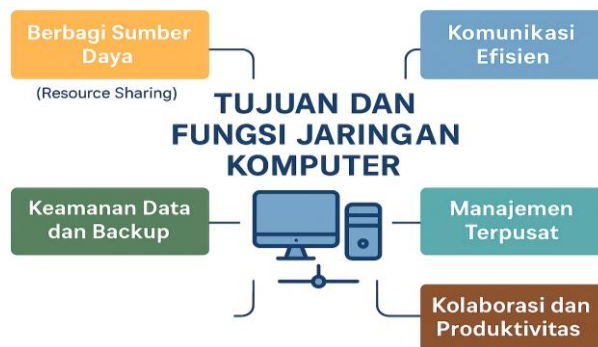 Berbagi Sumber
Daya
(Resource Sharing)
Komunikasi
Efisien
TUJUAN DAN
FUNGSI JARINGAN
KOMPUTER
Keamanan Data
dan Backup
Manajemen
Terpusat
Kolaborasi dan
Produktivitas